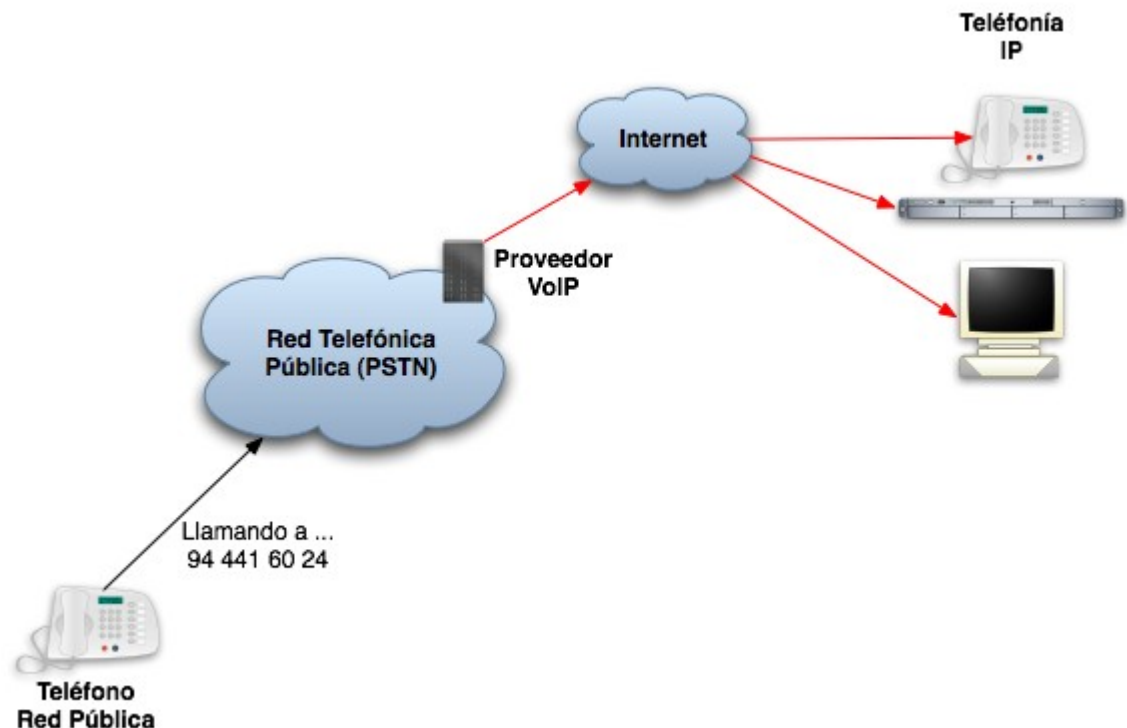 Teléfonía
IP
Internet
Proveedor
VoIP
Red Telefónica
Pública (PSTN)
Llamando a ...
94 441 60 24
Teléfono
Red Pública